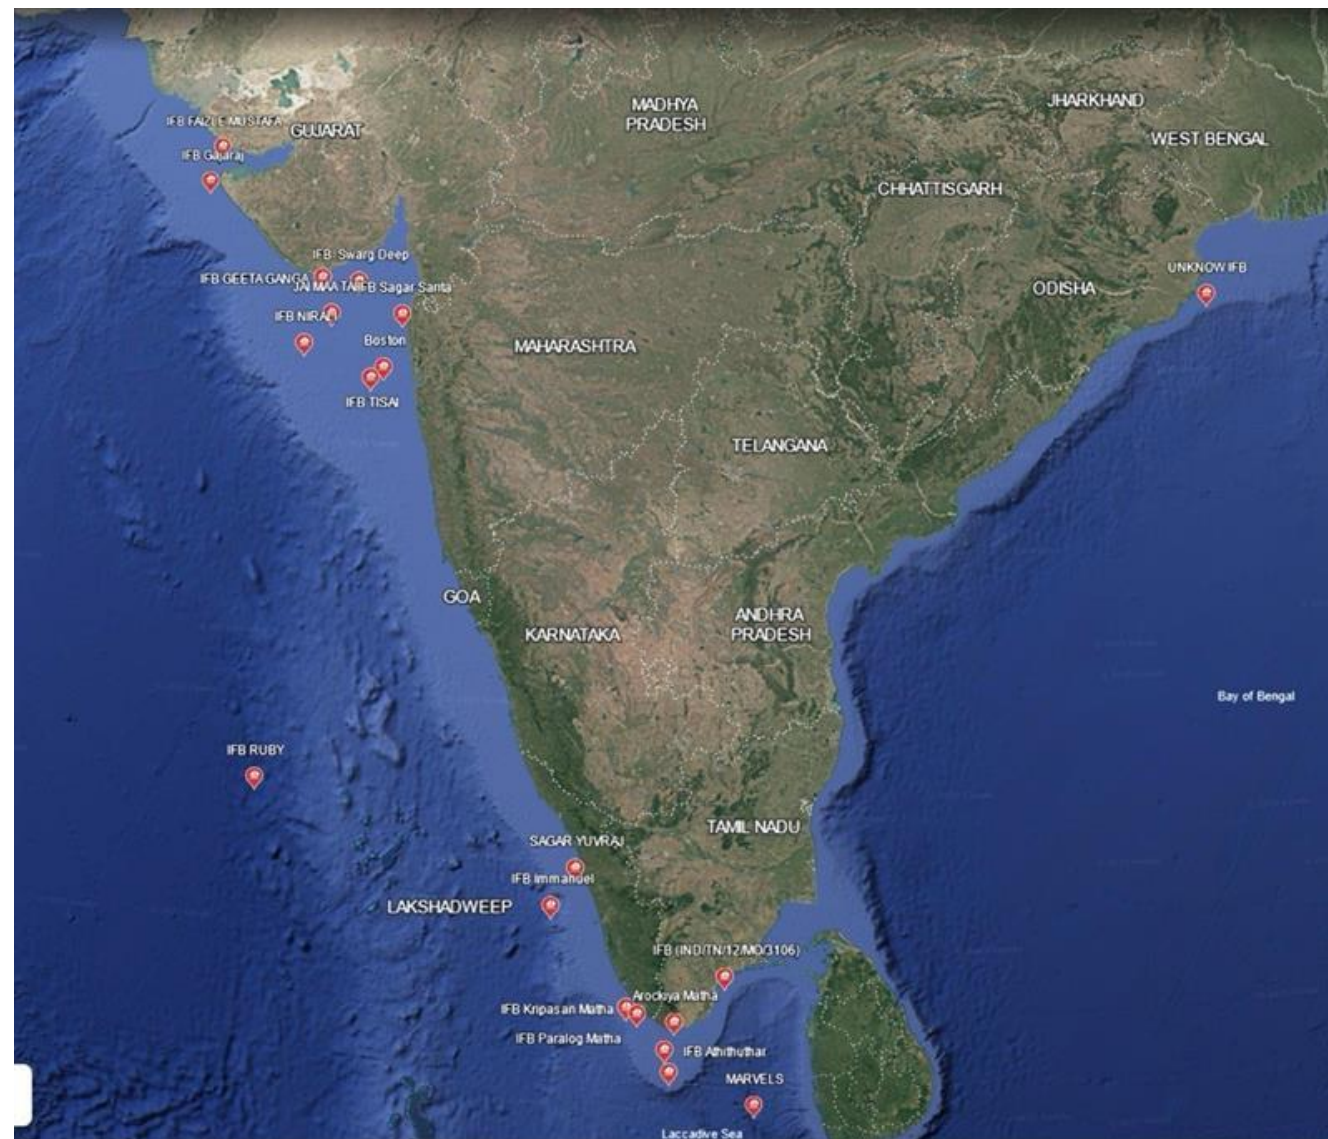 MADHYA
PRADESH
JHARKHAND
IFB FAIZI E MUSTAFA
GUJARAT
WEST BENGAL
IFB Gajaraj
CHHATTISGARH
IFB Swarg Deep
UNKNOW IFB
IFB GEETA GANGA
JAI MAA TA
IFB Sagar Santa
ODISHA
IFB NIRALI
Boston
MAHARASHTRA
IFB TISAI
TELANGANA
GOA
ANDHRA
PRADESH
KARNATAKA
Bay of Bengal
IFB RUBY
TAMIL NADU
SAGAR YUVRAJ
IFB Immanuel
LAKSHADWEEP
IFB (IND/TN/12/MO/3106)
Arockiya Matha
IFB Kripasan Matha
IFB Paralog Matha
IFB Athithuthar
MARVELS
Laccadive Sea